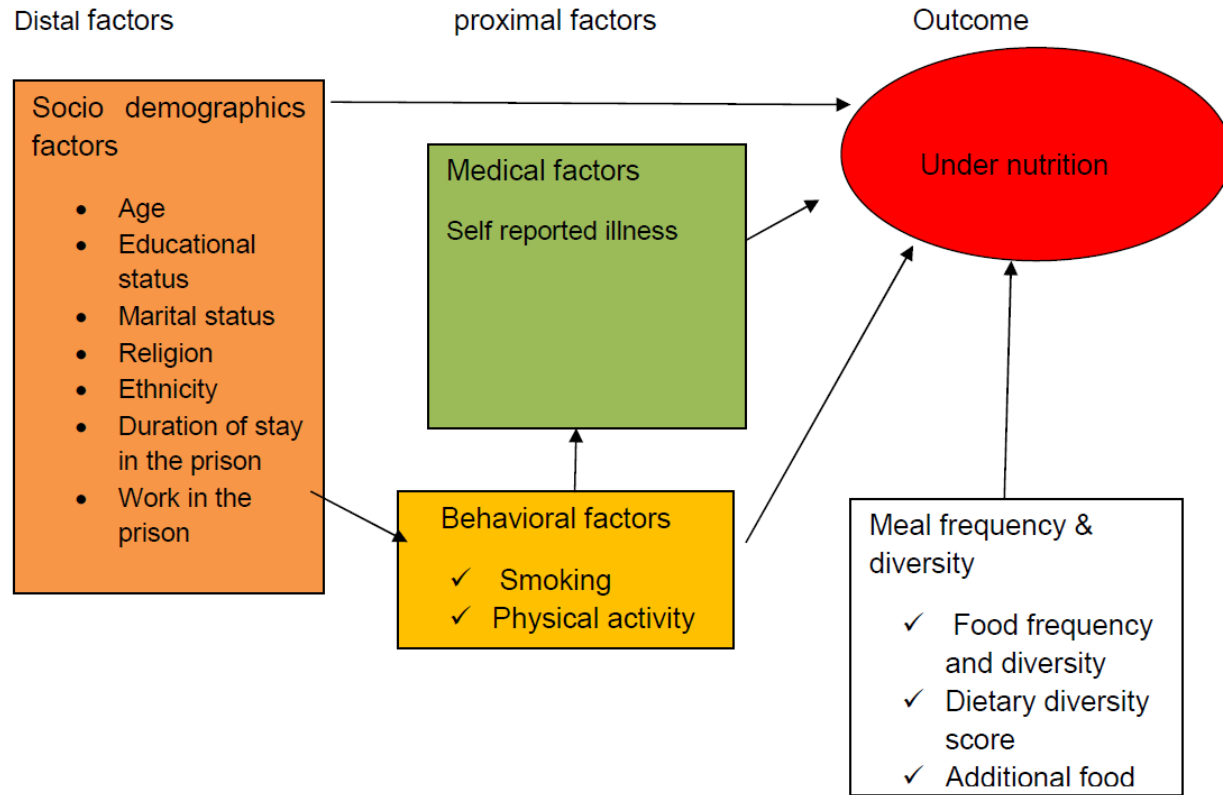 Distal factors
proximal factors
Outcome
Socio demographics
factors
• Age
• Educational
status
• Marital status
• Religion
• Ethnicity
• Duration of stay
in the prison
• Work in the
prison
Medical factors
Self reported illness
Behavioral factors
✓ Smoking
✓ Physical activity
Under nutrition
Meal frequency &
diversity
✓ Food frequency
and diversity
✓ Dietary diversity
score
✓ Additional food